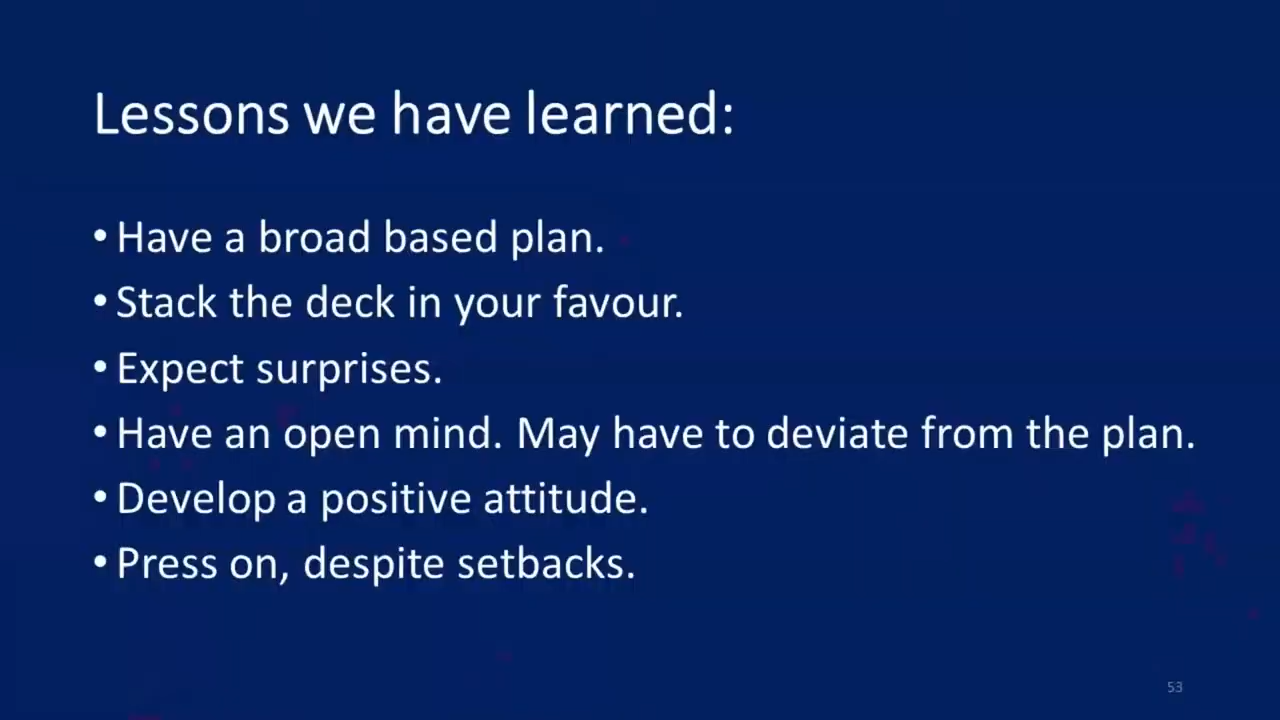 Lessons we have learned:
• Have a broad based plan.
• Stack the deck in your favour.
• Expect surprises.
• Have an open mind. May have to deviate from the plan.
• Develop a positive attitude.
• Press on, despite setbacks.
53